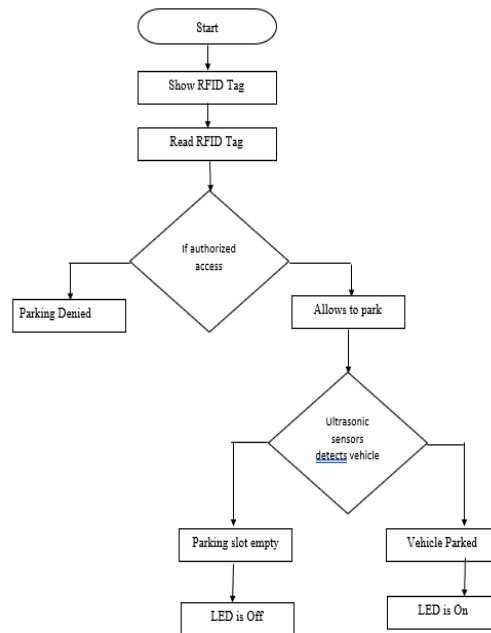 Start
Show RFID Tag
Read RFID Tag
If authorized
access
Parking Denied
Allows to park
Ultrasonic
sensors
detects vehicle
Parking slot empty
Vehicle Parked
LED is Off
LED is On